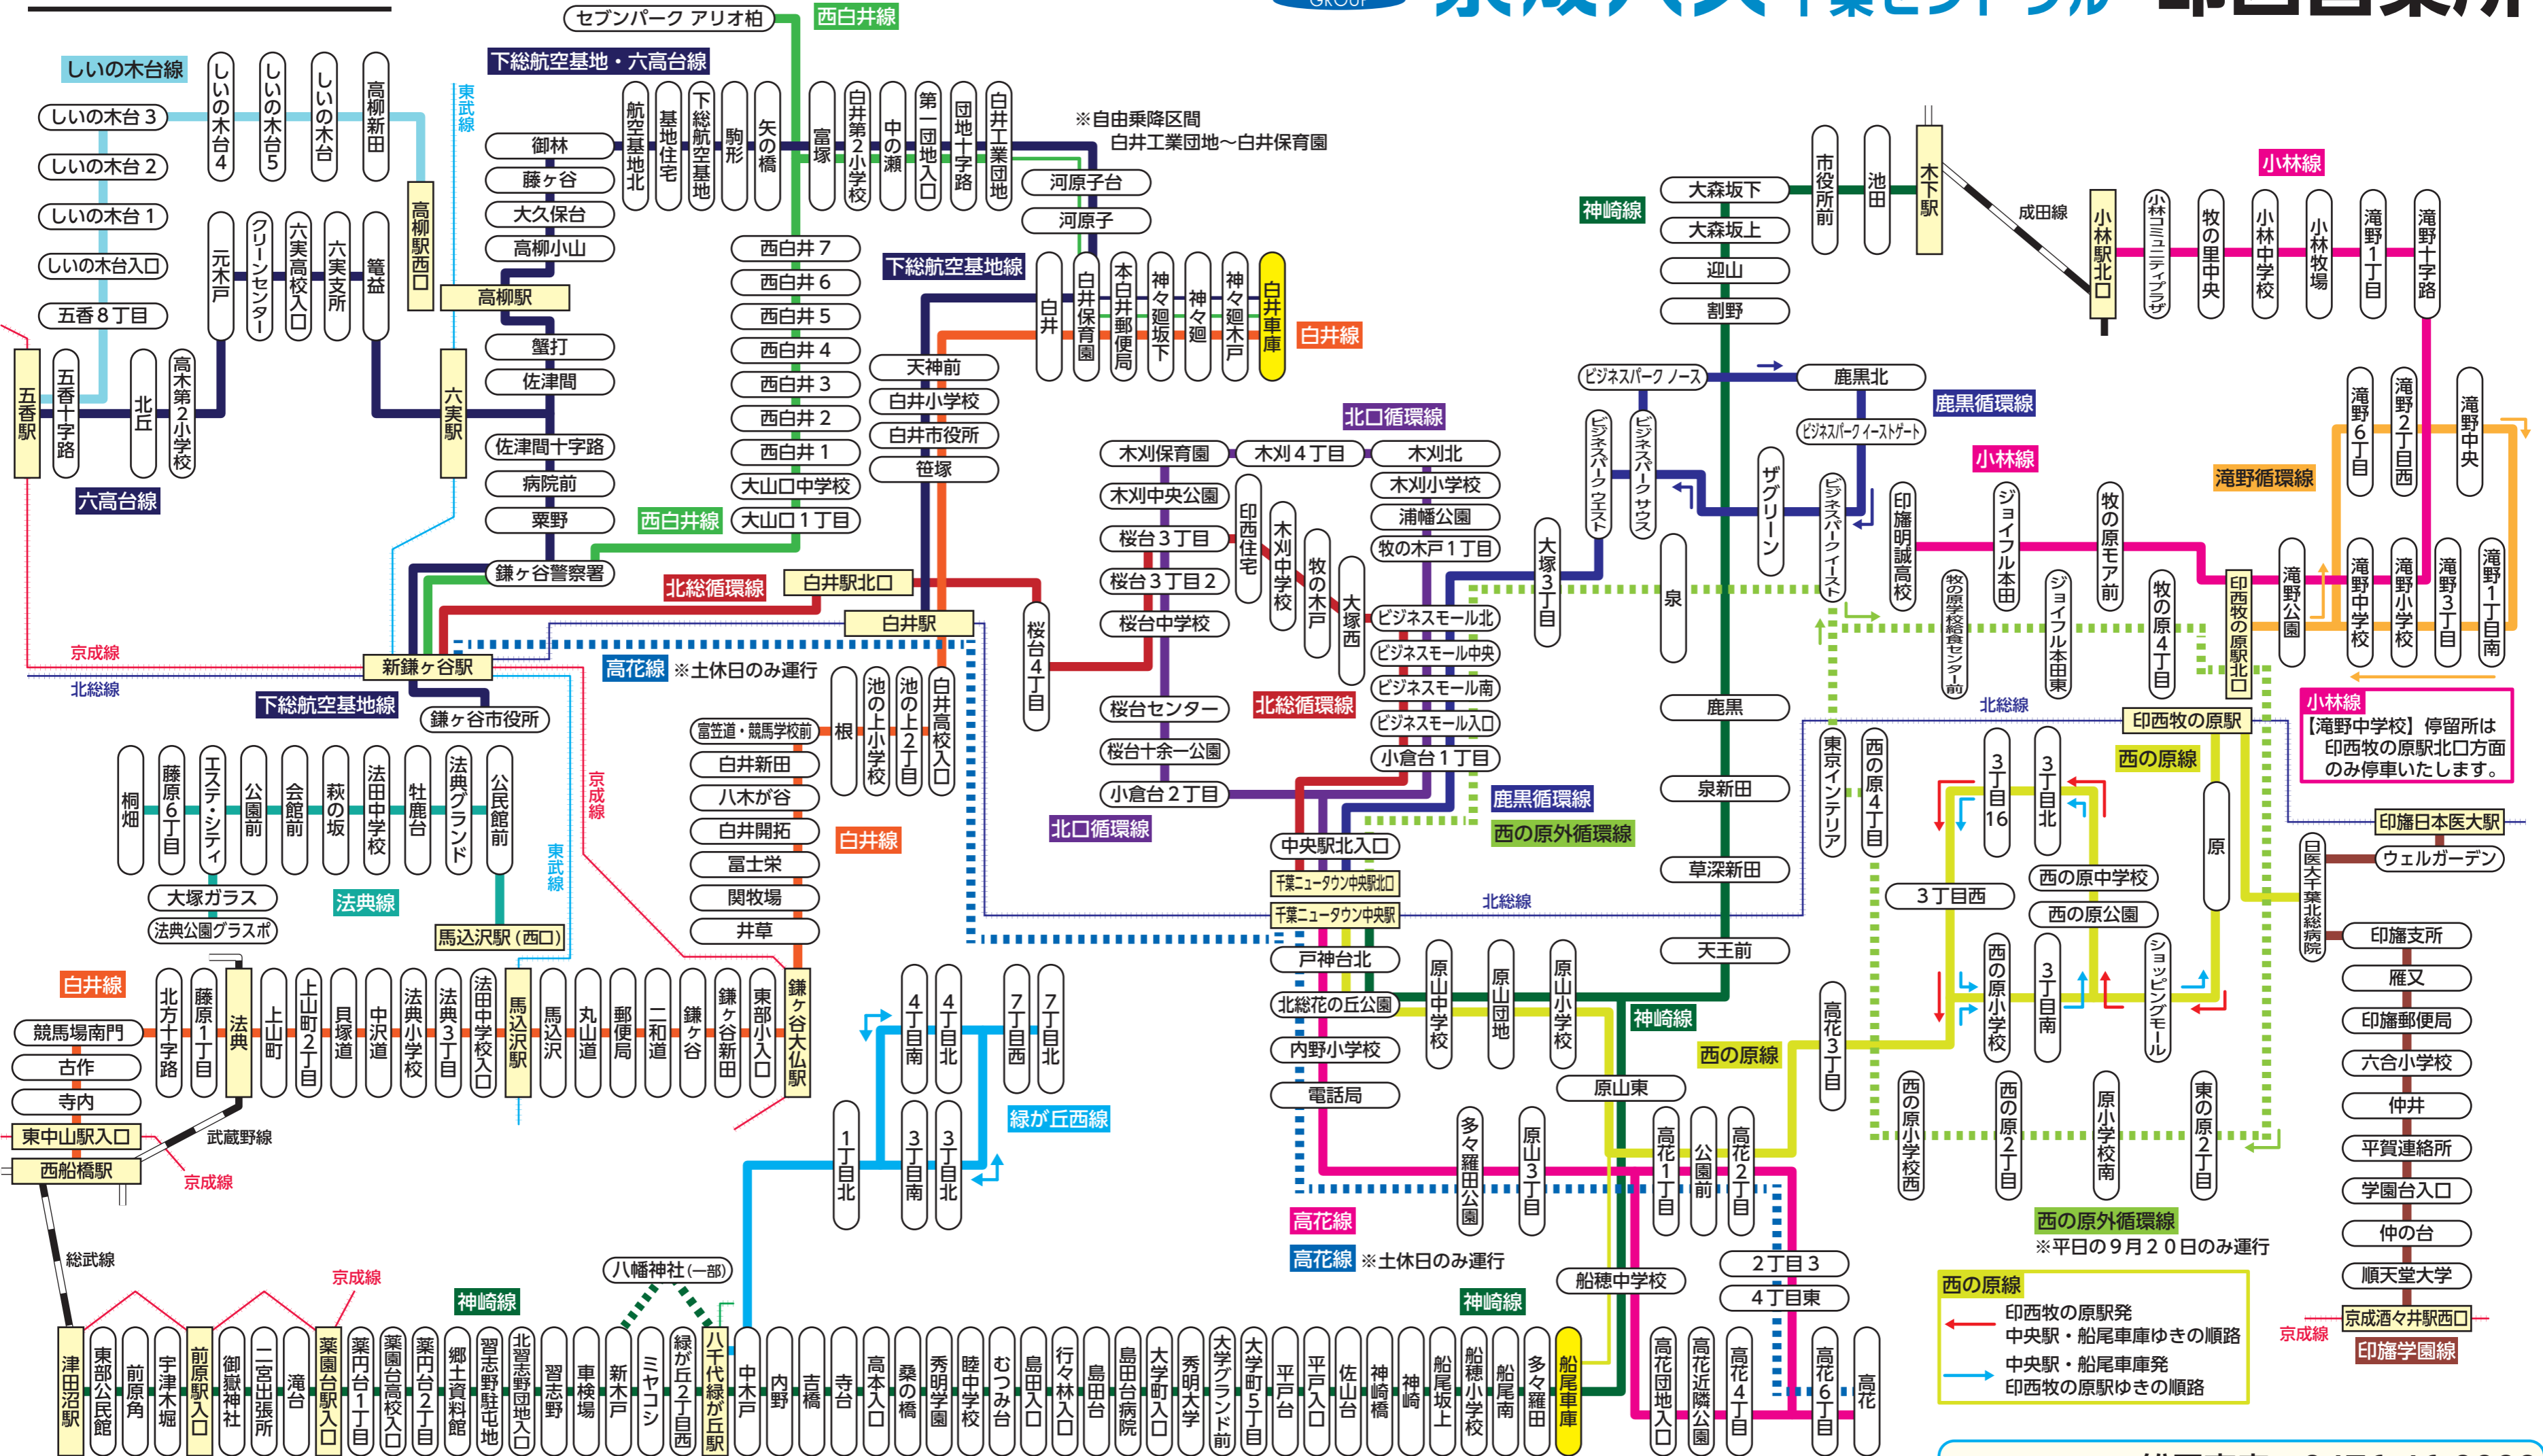 セブンパーク アリオ柏
西白井線
GROUP
しいの木台線
しいの木台３
しいの木台２
しいの木台１
しいの木台入口
五香８丁目
しいの木台４
しいの木台５
しいの木台
高柳新田
高柳駅西口
東武線
下総航空基地・六高台線
御林
藤ヶ谷
大久保台
高柳小山
高柳駅
蟹打
佐津間
佐津間十字路
病院前
粟野
鎌ヶ谷警察署
航空基地北
基地住宅
下総航空基地
駒形
矢の橋
富塚
白井第２小学校
中の瀬
第一団地入口
団地十字路
白井工業団地
※自由乗降区間
白井工業団地～白井保育園
河原子台
河原子
元木戸
クリーンセンター
六実高校入口
六実支所
篭益
五香駅
五香十字路
北丘
高木第２小学校
六実駅
六高台線
西白井７
西白井６
西白井５
西白井４
西白井３
西白井２
西白井１
大山口中学校
大山口１丁目
西白井線
下総航空基地線
白井
白井保育園
本白井郵便局
神々廻坂下
神々廻
神々廻木戸
白井車庫
白井線
天神前
白井小学校
白井市役所
笹塚
北総循環線
白井駅北口
白井駅
桜台４丁目
京成線
北総線
新鎌ヶ谷駅
下総航空基地線
鎌ヶ谷市役所
高花線 ※土休日のみ運行
神崎線
大森坂下
大森坂上
迎山
割野
市役所前
池田
木下駅
成田線
小林線
小林駅北口
小林コミュニティプラザ
牧の里中央
小林中学校
小林牧場
滝野１丁目
滝野十字路
北口循環線
木刈保育園
木刈４丁目
木刈北
木刈中央公園
桜台３丁目
桜台３丁目２
桜台中学校
桜台センター
桜台十余一公園
小倉台２丁目
木刈小学校
浦幡公園
牧の木戸１丁目
印西住宅
木刈中学校
牧の木戸
大塚西
ビジネスモール北
ビジネスモール中央
ビジネスモール南
ビジネスモール入口
小倉台１丁目
北総循環線
北口循環線
大塚３丁目
ビジネスパーク ノース
鹿黒北
鹿黒循環線
ビジネスパーク イーストゲート
ビジネスパーク ウエスト
ビジネスパーク サウス
ザグリーン
ビジネスパーク イースト
泉
鹿黒
泉新田
草深新田
天王前
鹿黒循環線
西の原外循環線
小林線
印旛明誠高校
ジョイフル本田
牧の原モア前
牧の原学校給食センター前
ジョイフル本田東
牧の原４丁目
印西牧の原駅北口
滝野循環線
滝野６丁目
滝野２丁目西
滝野中央
滝野公園
滝野中学校
滝野小学校
滝野３丁目
滝野１丁目南
小林線
【滝野中学校】停留所は
印西牧の原駅北口方面
のみ停車いたします。
北総線
印西牧の原駅
西の原線
東京インテリア
西の原４丁目
３丁目16
３丁目北
３丁目西
西の原中学校
西の原公園
原
西の原小学校
３丁目南
ショッピングモール
高花３丁目
西の原小学校西
西の原２丁目
原小学校南
東の原２丁目
西の原外循環線
※平日の９月２０日のみ運行
印旛日本医大駅
ウェルガーデン
日医大千葉北総病院
印旛支所
雁又
印旛郵便局
六合小学校
仲井
平賀連絡所
学園台入口
仲の台
順天堂大学
京成酒々井駅西口
京成線
印旛学園線
西の原線
印西牧の原駅発
中央駅・船尾車庫ゆきの順路
中央駅・船尾車庫発
印西牧の原駅ゆきの順路
桐畑
藤原６丁目
エステ・シティ
公園前
会館前
萩の坂
法田中学校
牡鹿台
法典グランド
公民館前
大塚ガラス
法典公園グラスポ
法典線
馬込沢駅（西口）
東武線
京成線
富笠道・競馬学校前
白井新田
八木が谷
白井開拓
冨士栄
関牧場
井草
根
池の上小学校
池の上２丁目
白井高校入口
白井線
白井線
競馬場南門
古作
寺内
東中山駅入口
西船橋駅
北方十字路
藤原１丁目
法典
上山町
上山町２丁目
貝塚道
中沢道
法典小学校
法典３丁目
法田中学校入口
馬込沢駅
馬込沢
丸山道
郵便局
二和道
鎌ヶ谷
鎌ヶ谷新田
東部小入口
鎌ヶ谷大仏駅
武蔵野線
京成線
総武線
４丁目南
４丁目北
７丁目西
７丁目北
１丁目北
３丁目南
３丁目北
緑が丘西線
中央駅北入口
千葉ニュータウン中央駅北口
千葉ニュータウン中央駅
北総線
戸神台北
北総花の丘公園
内野小学校
電話局
原山中学校
原山団地
原山小学校
神崎線
西の原線
原山東
多々羅田公園
原山３丁目
高花１丁目
公園前
高花２丁目
高花線
高花線 ※土休日のみ運行
船穂中学校
２丁目３
４丁目東
高花団地入口
高花近隣公園
高花４丁目
高花６丁目
高花
京成線
神崎線
八幡神社（一部）
神崎線
津田沼駅
東部公民館
前原角
宇津木堀
前原駅入口
御嶽神社
二宮出張所
滝台
薬園台駅入口
薬円台１丁目
薬園台高校入口
薬円台２丁目
郷土資料館
習志野駐屯地
北習志野団地入口
習志野
車検場
新木戸
ミヤコシ
緑が丘２丁目西
八千代緑が丘駅
中木戸
内野
吉橋
寺台
高本入口
桑の橋
秀明学園
睦中学校
むつみ台
島田入口
行々林入口
島田台
島田台病院
大学町入口
秀明大学
大学グランド前
大学町５丁目
平戸台
平戸入口
佐山台
神崎橋
神崎
船尾坂上
船穂小学校
船尾南
多々羅田
船尾車庫